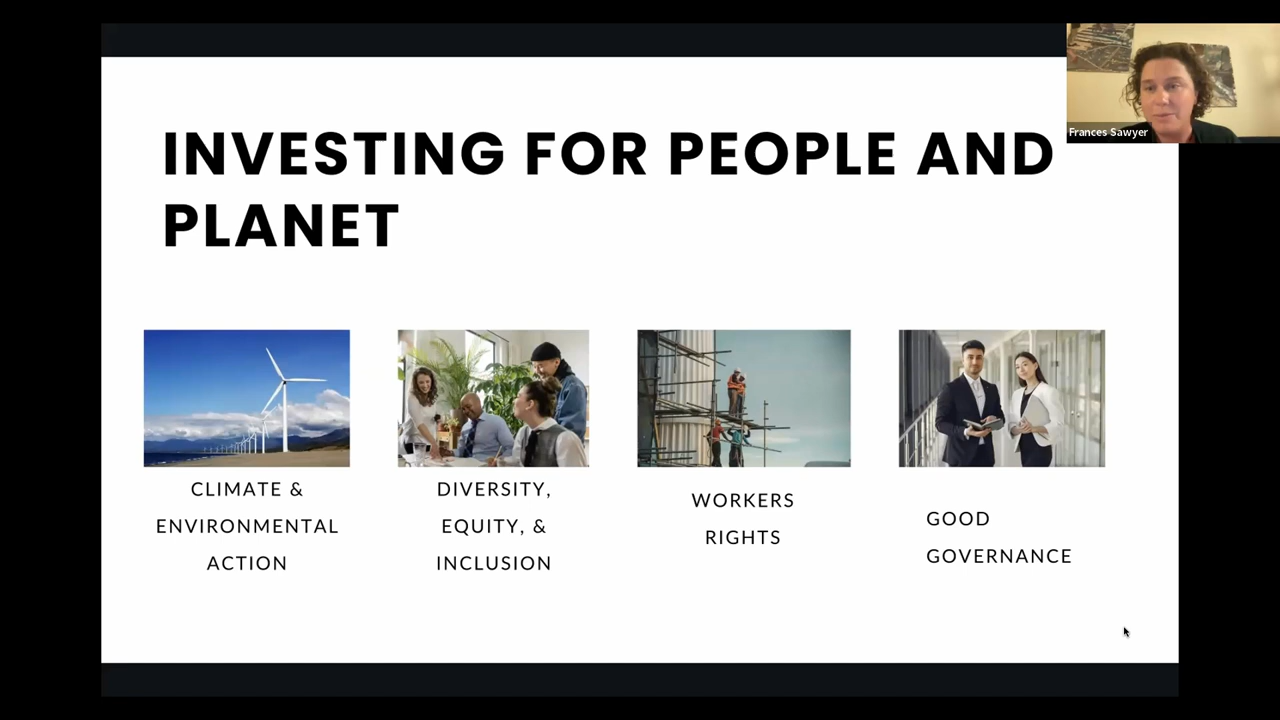 INVESTING FOR PEOPLE AND
PLANET
Frances Sawyer
CLIMATE &
ENVIRONMENTAL
ACTION
DIVERSITY,
EQUITY, &
INCLUSION
WORKERS
RIGHTS
GOOD
GOVERNANCE